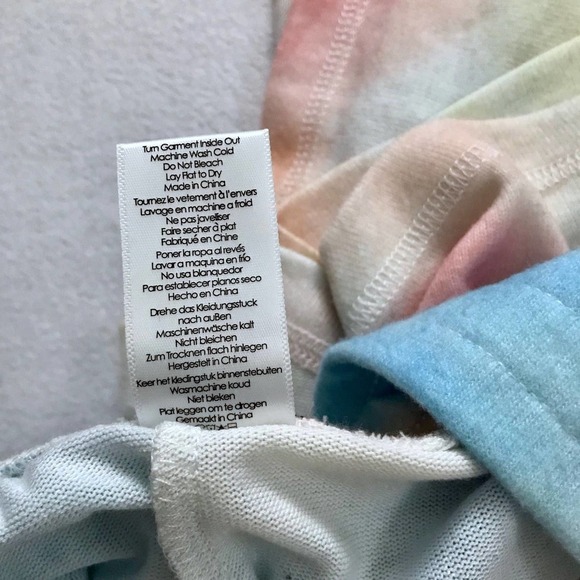 Turn Garment Inside Out
Machine Wash Cold
Do Not Bleach
Lay Flat to Dry
Made in China
Tournez le vetement à l'envers
Lavage en machine a froid
Ne pas javelliser
Faire secher à plat
Fabriqué en Chine
Poner la ropa al revés
Lavar a maquina en frío
No usa blanquedor
Para establecer planos seco
Hecho en China
Drehe das Kleidungsstuck
nach außen
Maschinenwäsche kalt
Nicht bleichen
Zum Trocknen flach hinlegen
Hergestelt in China
Keer het kledingstuk binnenstebuiten
Wasmachine koud
Niet bleken
Plat leggen om te drogen
Gemaakt in China